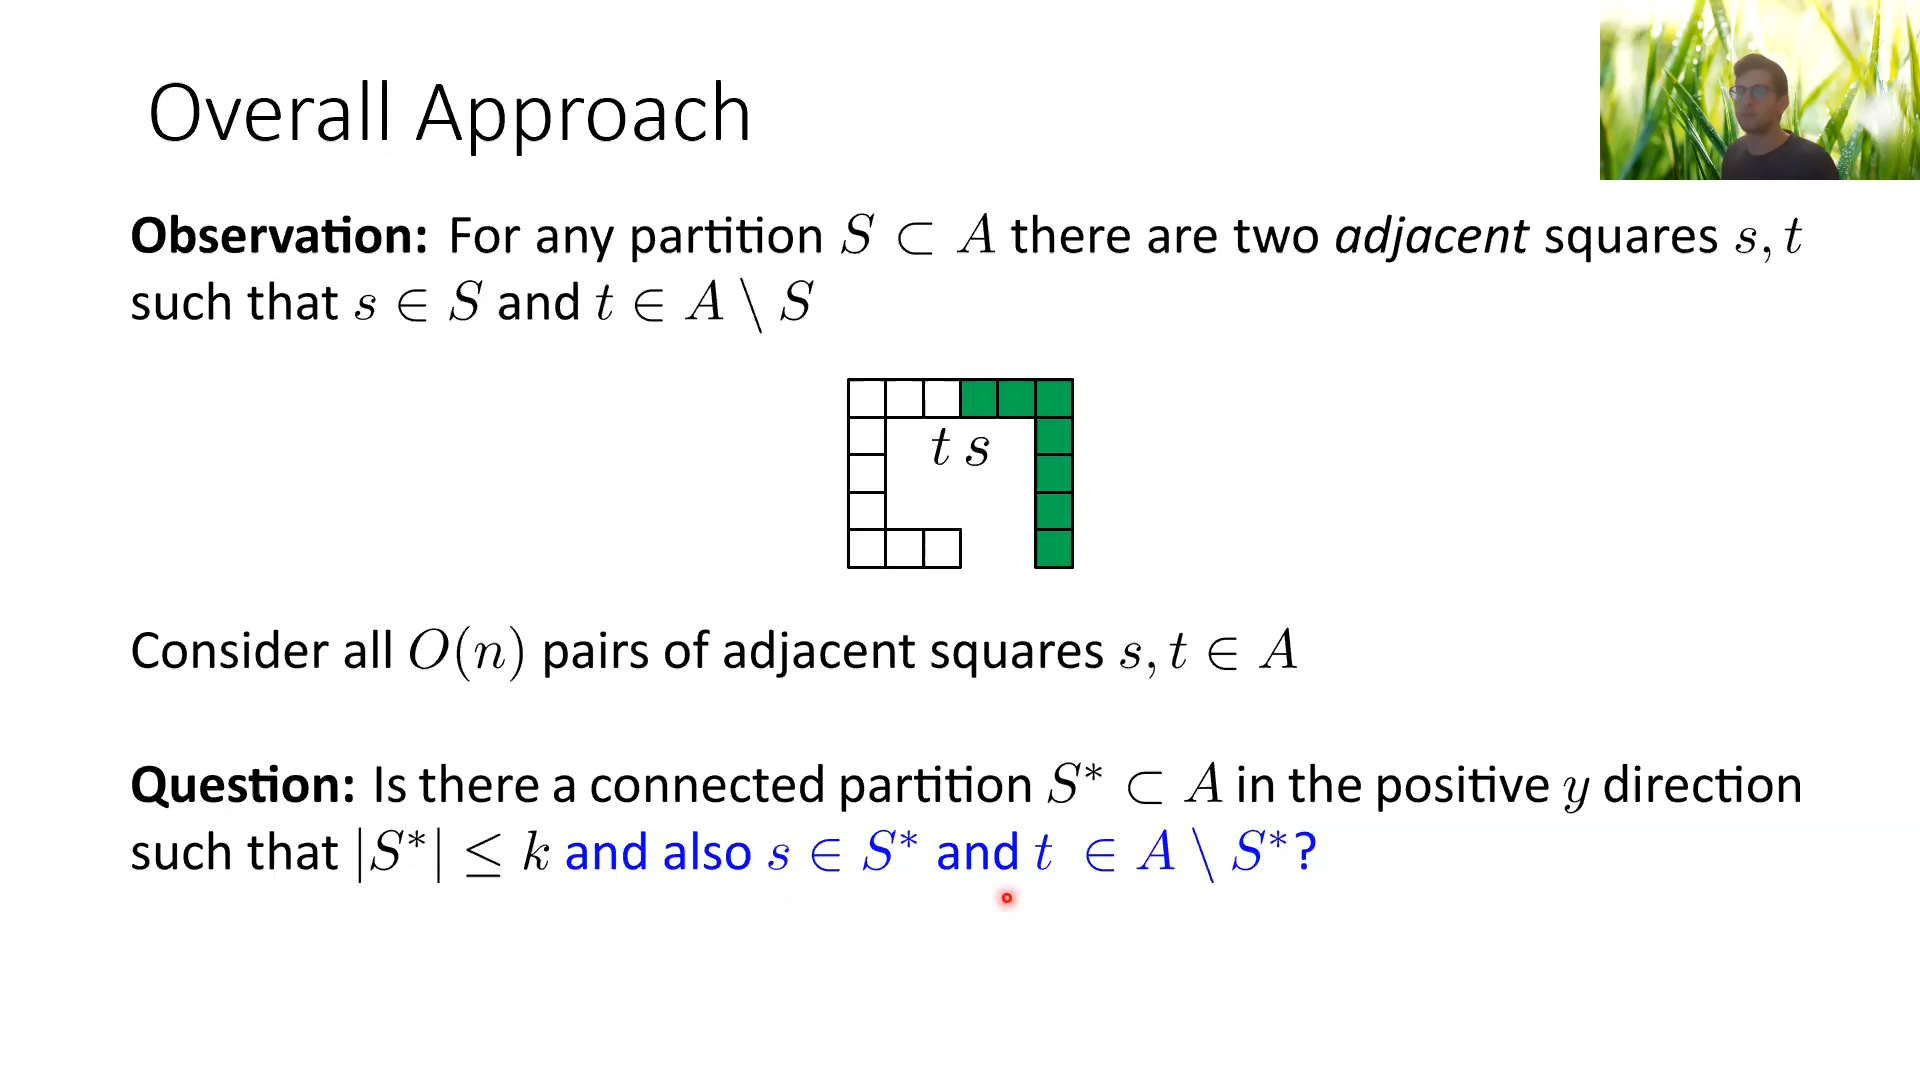 Overall Approach
Observation: For any partition S ⊂ A there are two adjacent squares s, t
such that s ∈ S and t ∈ A \ S
t s
Consider all O(n) pairs of adjacent squares s, t ∈ A
Question: Is there a connected partition S* ⊂ A in the positive y direction
such that |S*| ≤ k and also s ∈ S* and t ∈ A \ S*?